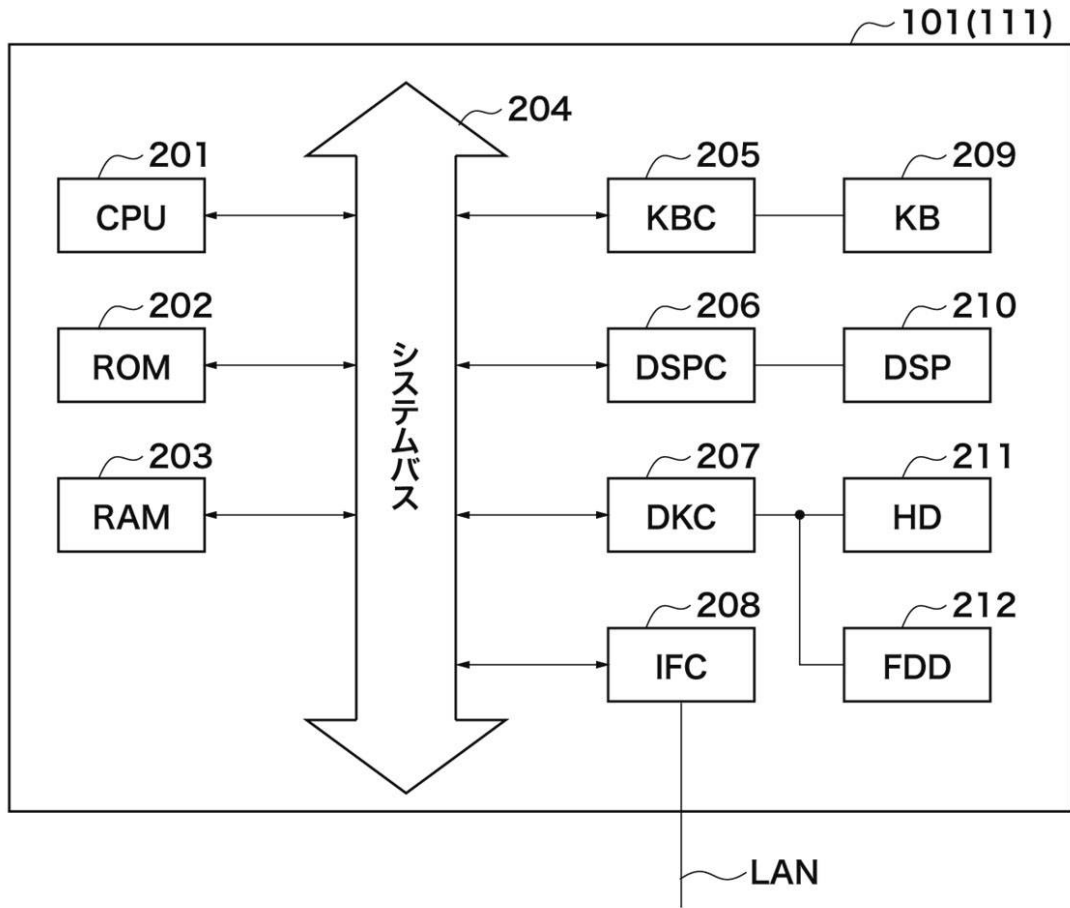 101(111)
204
201
CPU
205
KBC
209
KB
202
ROM
206
DSPC
210
DSP
システムバス
203
RAM
207
DKC
211
HD
208
IFC
212
FDD
LAN